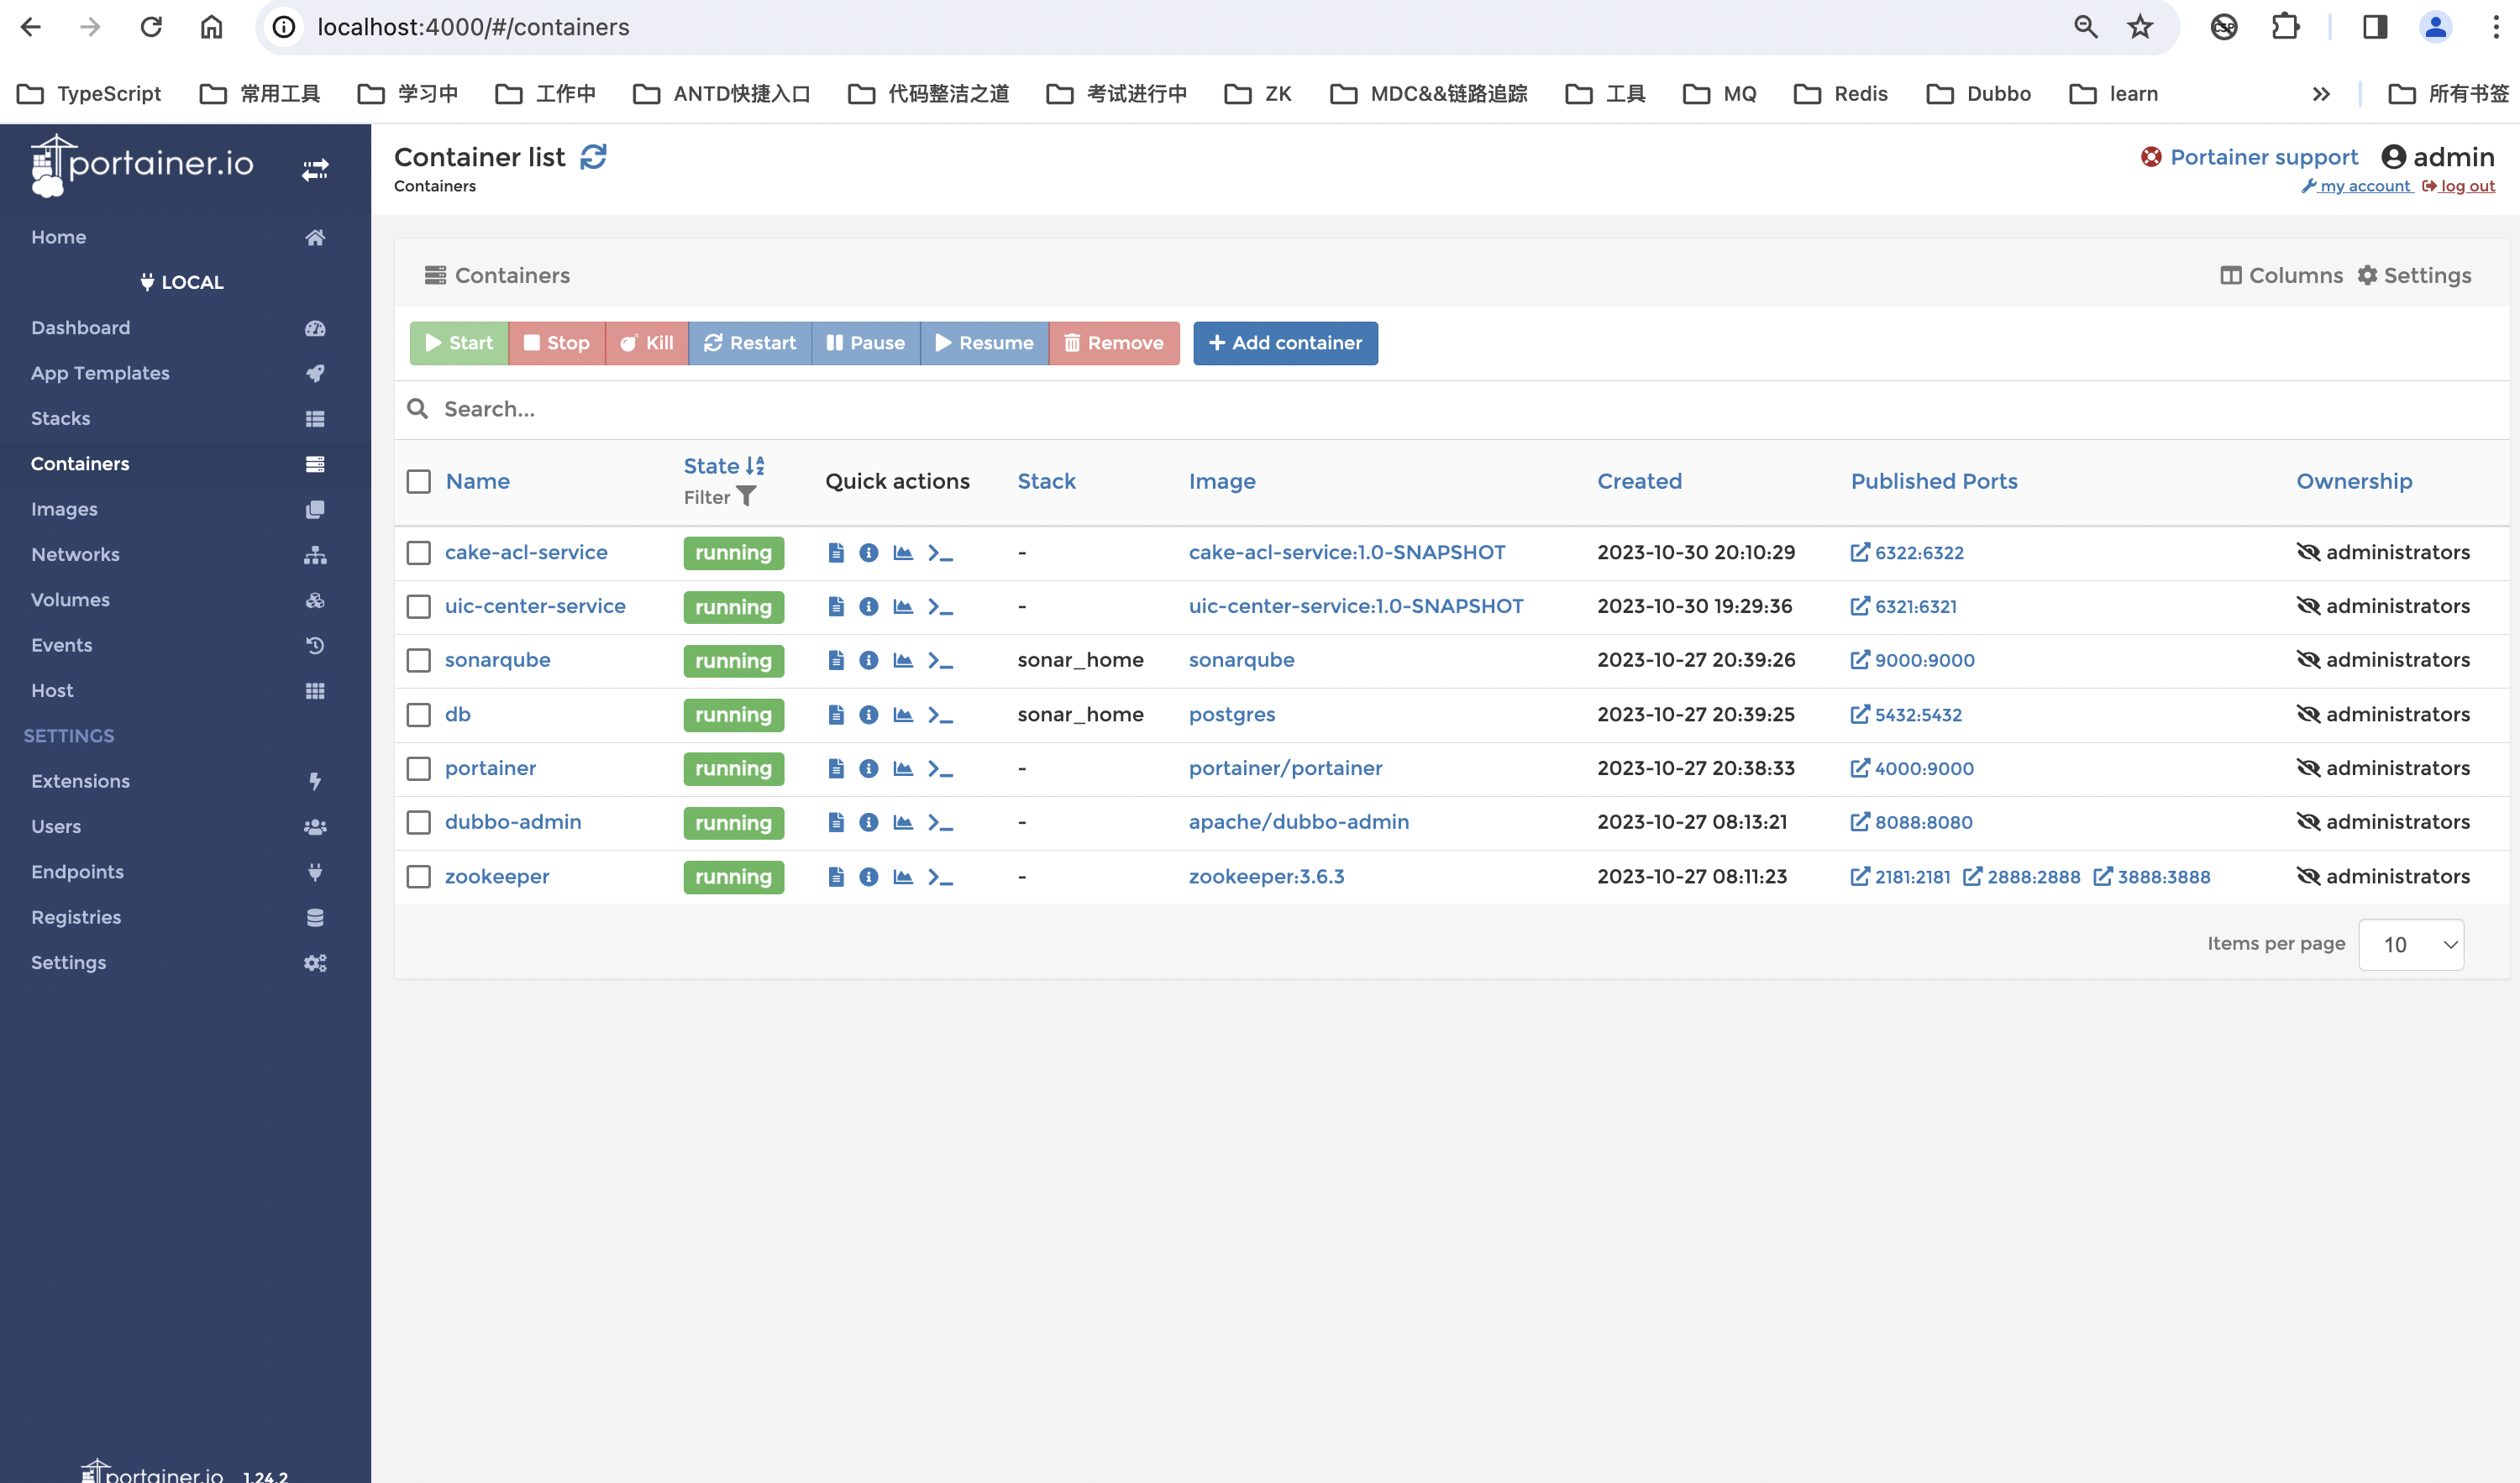 localhost:4000/#/containers
TypeScript 常用工具 学习中 工作中 ANTD快捷入口 代码整洁之道 考试进行中 ZK MDC&&链路追踪 工具 MQ Redis Dubbo learn » 所有书签
portainer.io
Container list
Containers
Portainer support admin
my account log out
Home
LOCAL
Dashboard
App Templates
Stacks
Containers
Images
Networks
Volumes
Events
Host
SETTINGS
Extensions
Users
Endpoints
Registries
Settings
portainer.io 1.24.2
Containers Columns Settings
Start Stop Kill Restart Pause Resume Remove + Add container
Search...
Name State Filter Quick actions Stack Image Created Published Ports Ownership
cake-acl-service running - cake-acl-service:1.0-SNAPSHOT 2023-10-30 20:10:29 6322:6322 administrators
uic-center-service running - uic-center-service:1.0-SNAPSHOT 2023-10-30 19:29:36 6321:6321 administrators
sonarqube running sonar_home sonarqube 2023-10-27 20:39:26 9000:9000 administrators
db running sonar_home postgres 2023-10-27 20:39:25 5432:5432 administrators
portainer running - portainer/portainer 2023-10-27 20:38:33 4000:9000 administrators
dubbo-admin running - apache/dubbo-admin 2023-10-27 08:13:21 8088:8080 administrators
zookeeper running - zookeeper:3.6.3 2023-10-27 08:11:23 2181:2181 2888:2888 3888:3888 administrators
Items per page 10